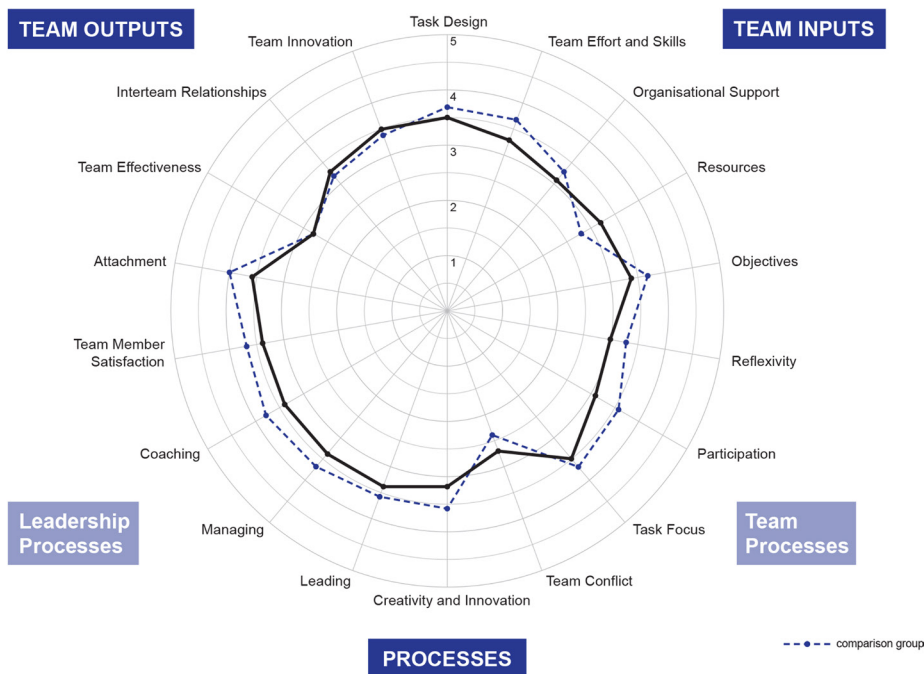 TEAM OUTPUTS
TEAM INPUTS
Task Design
Team Innovation
Team Effort and Skills
Interteam Relationships
Organisational Support
Team Effectiveness
Resources
Attachment
Objectives
Team Member
Satisfaction
Reflexivity
Coaching
Participation
Leadership
Processes
Managing
Task Focus
Team
Processes
Leading
Team Conflict
Creativity and Innovation
PROCESSES
comparison group
5
4
3
2
1